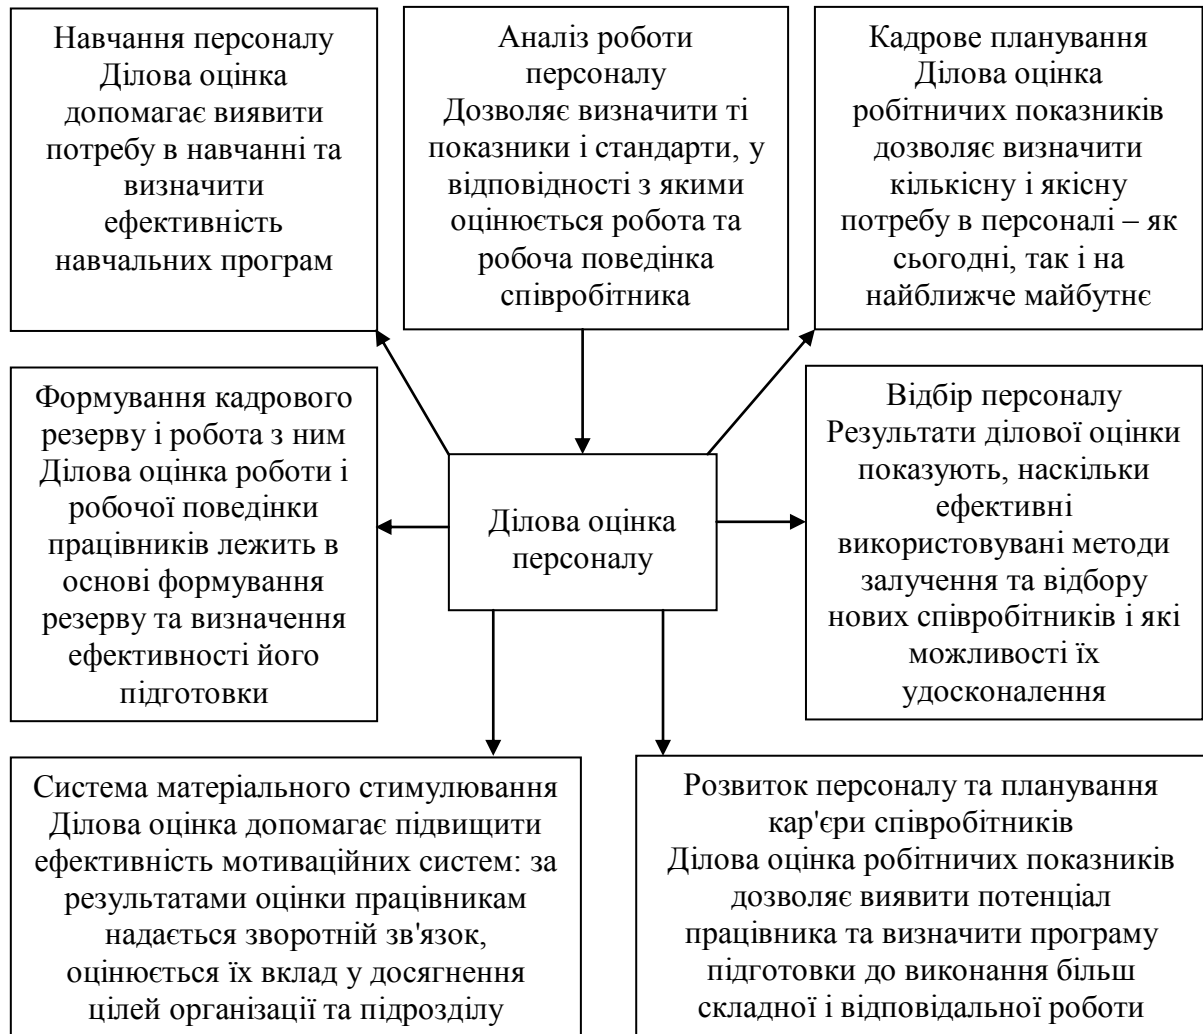 Навчання персоналу
Ділова оцінка
допомагає виявити
потребу в навчанні та
визначити
ефективність
навчальних програм
Аналіз роботи
персоналу
Дозволяє визначити ті
показники і стандарти, у
відповідності з якими
оцінюється робота та
робоча поведінка
співробітника
Кадрове планування
Ділова оцінка
робітничих показників
дозволяє визначити
кількісну і якісну
потребу в персоналі – як
сьогодні, так і на
найближче майбутнє
Формування кадрового
резерву і робота з ним
Ділова оцінка роботи і
робочої поведінки
працівників лежить в
основі формування
резерву та визначення
ефективності його
підготовки
Ділова оцінка
персоналу
Відбір персоналу
Результати ділової оцінки
показують, наскільки
ефективні
використовувані методи
залучення та відбору
нових співробітників і які
можливості їх
удосконалення
Система матеріального стимулювання
Ділова оцінка допомагає підвищити
ефективність мотиваційних систем: за
результатами оцінки працівникам
надається зворотній зв'язок,
оцінюється їх вклад у досягнення
цілей організації та підрозділу
Розвиток персоналу та планування
кар'єри співробітників
Ділова оцінка робітничих показників
дозволяє виявити потенціал
працівника та визначити програму
підготовки до виконання більш
складної і відповідальної роботи